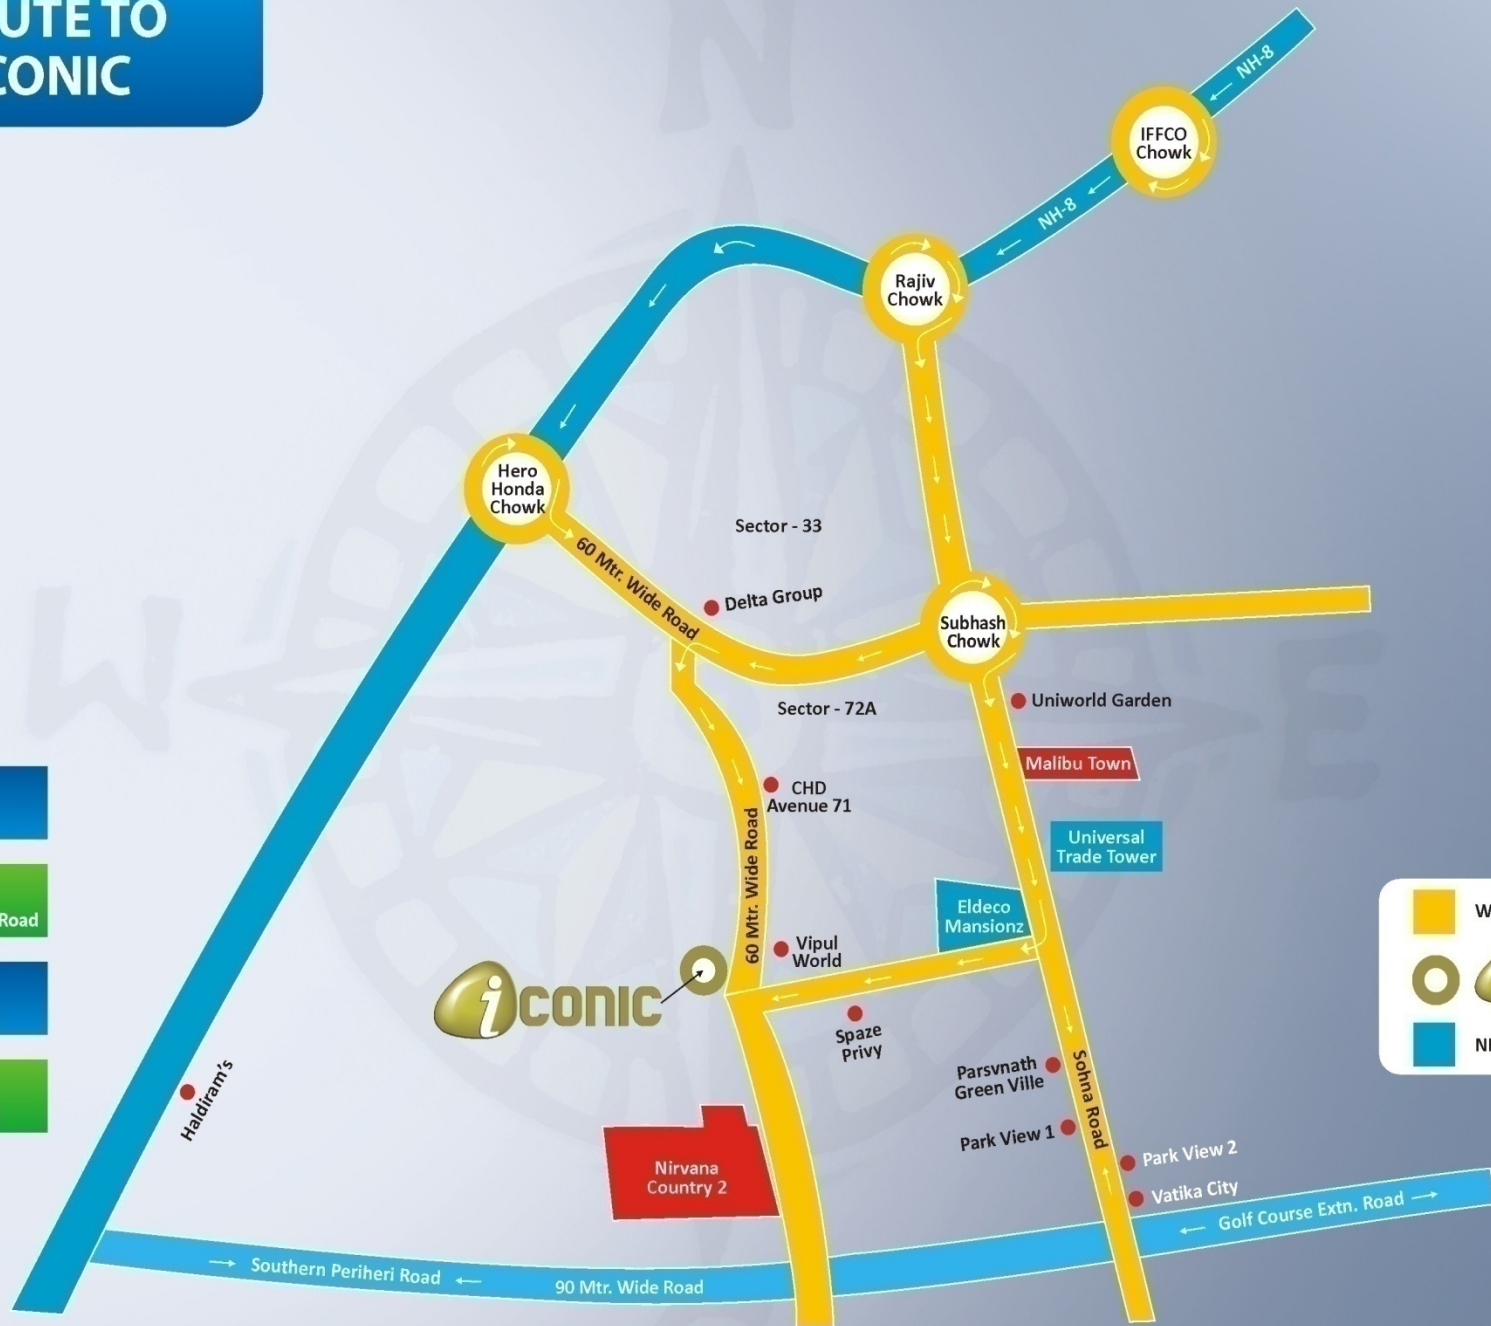 UTE TO
CONIC
N
NH-8
IFFCO
Chowk
NH-8
Rajiv
Chowk
Hero
Honda
Chowk
Sector - 33
60 Mtr. Wide Road
Delta Group
Subhash
Chowk
W
E
Sector - 72A
Uniworld Garden
Malibu Town
CHD
Avenue 71
60 Mtr. Wide Road
Universal
Trade Tower
Eldeco
Mansionz
Road
W
Vipul
World
iCONIC
Spaze
Privy
N
Parsvnath
Green Ville
Sohna Road
Haldiram's
Park View 1
Park View 2
Nirvana
Country 2
Vatika City
Golf Course Extn. Road
Southern Periheri Road
90 Mtr. Wide Road